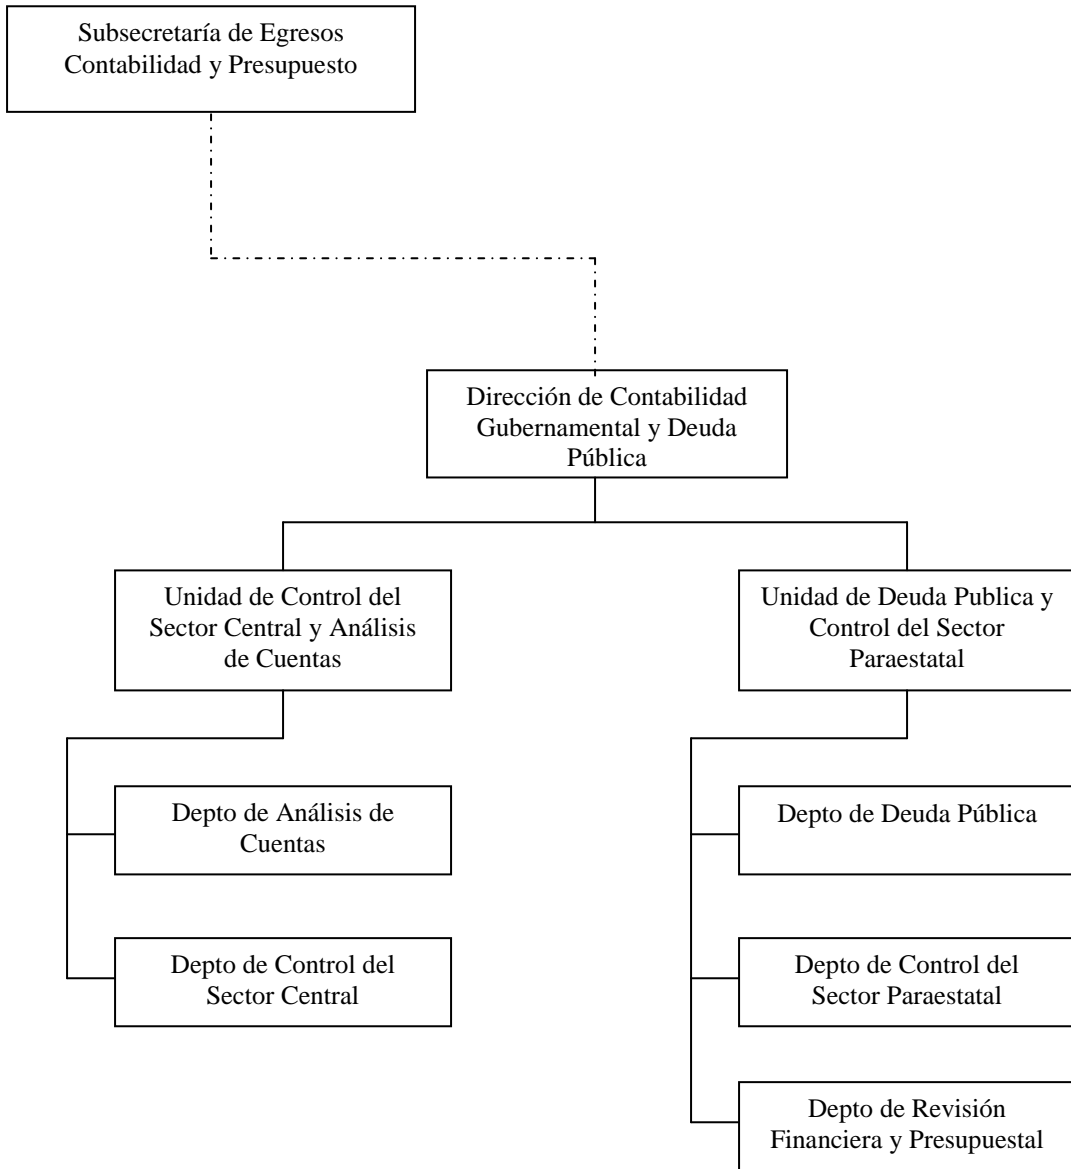 Subsecretaría de Egresos
Contabilidad y Presupuesto
Dirección de Contabilidad
Gubernamental y Deuda
Pública
Unidad de Control del
Sector Central y Análisis
de Cuentas
Unidad de Deuda Publica y
Control del Sector
Paraestatal
Depto de Análisis de
Cuentas
Depto de Deuda Pública
Depto de Control del
Sector Central
Depto de Control del
Sector Paraestatal
Depto de Revisión
Financiera y Presupuestal